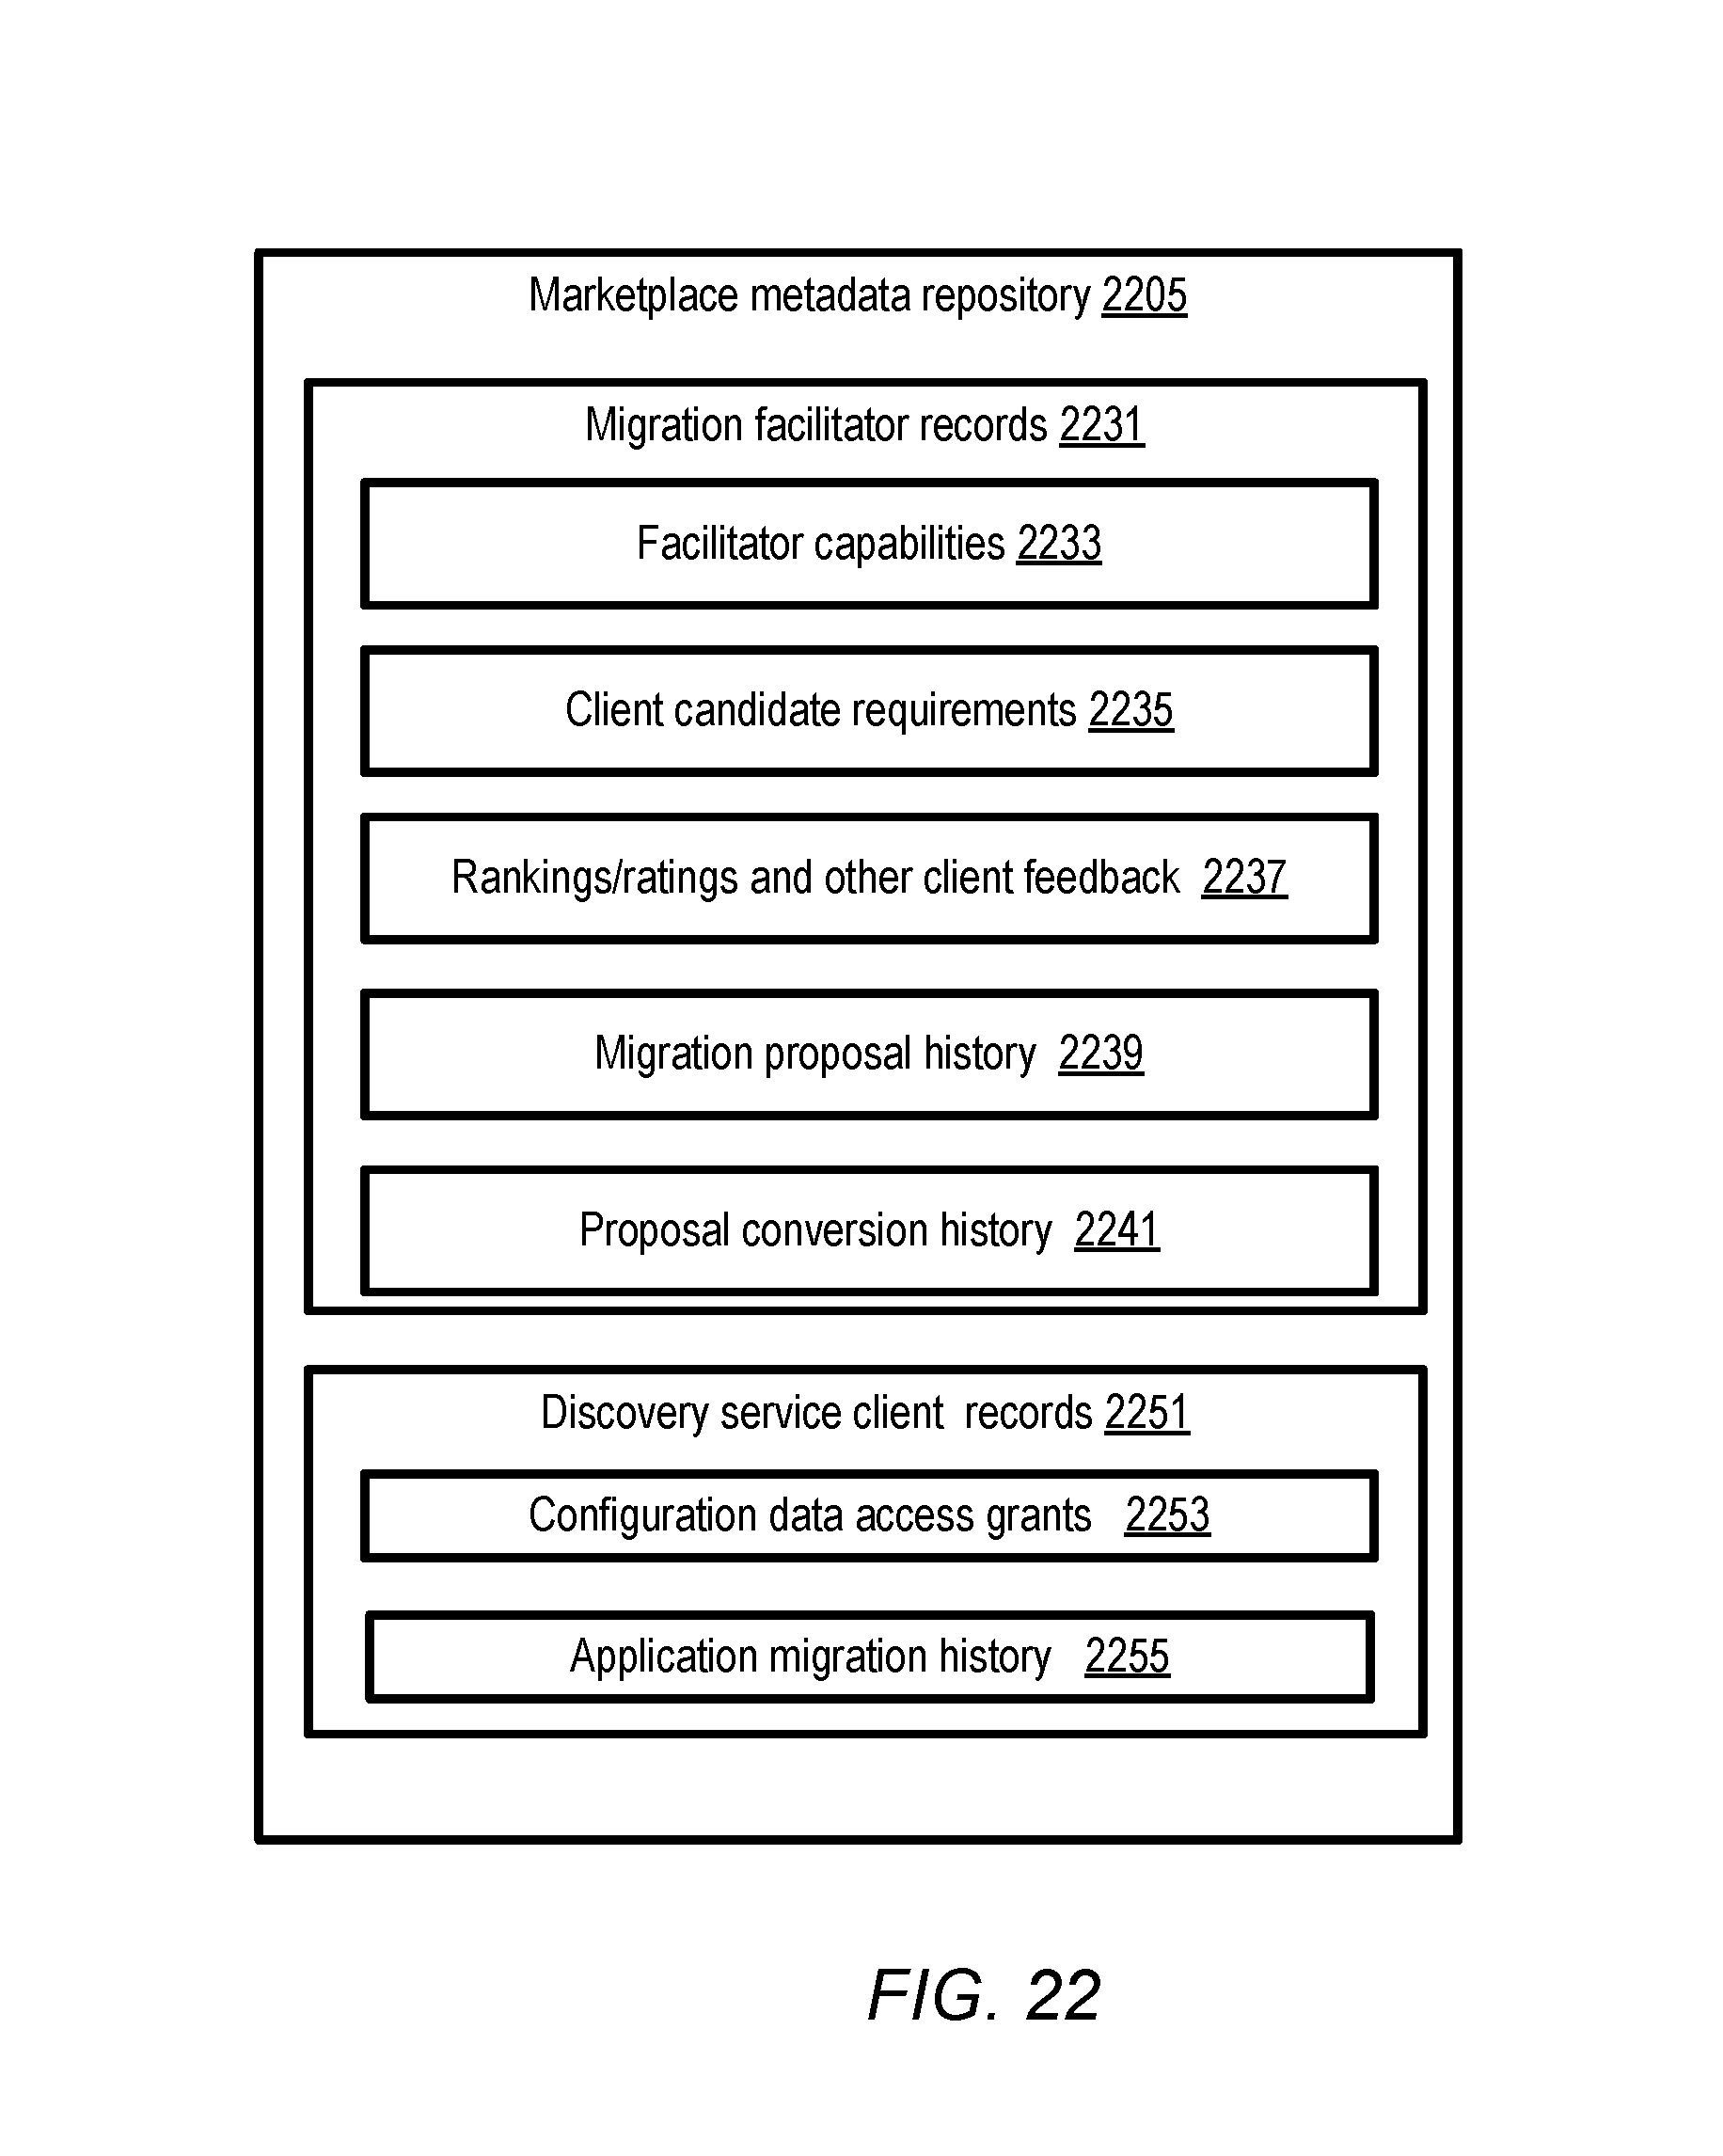 Marketplace metadata repository 2205
Migration facilitator records 2231
Facilitator capabilities 2233
Client candidate requirements 2235
Rankings/ratings and other client feedback 2237
Migration proposal history 2239
Proposal conversion history 2241
Discovery service client records 2251
Configuration data access grants 2253
Application migration history 2255
FIG. 22